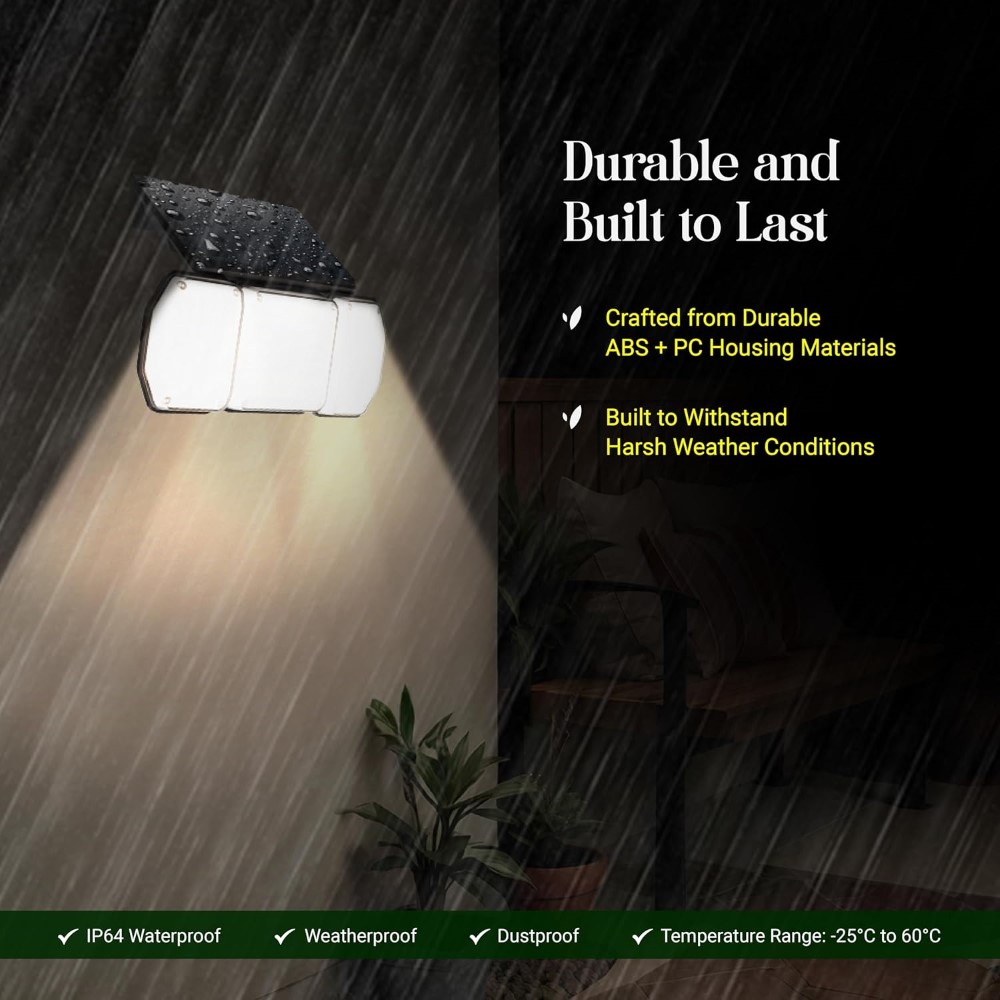 Durable and
Built to Last
Crafted from Durable
ABS + PC Housing Materials
Built to Withstand
Harsh Weather Conditions
IP64 Waterproof
Weatherproof
Dustproof
Temperature Range: -25°C to 60°C